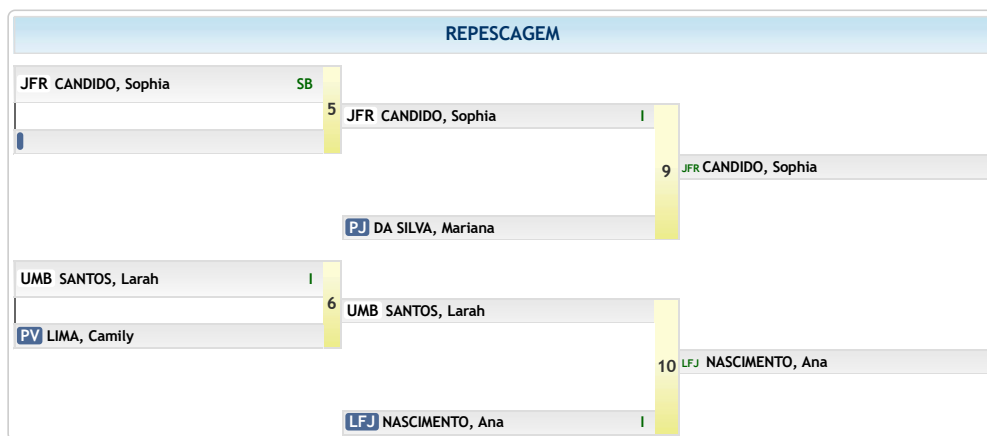 REPESCAGEM
JFR CANDIDO, Sophia SB
5
JFR CANDIDO, Sophia I
9
JFR CANDIDO, Sophia
PJ DA SILVA, Mariana
UMB SANTOS, Larah I
6
UMB SANTOS, Larah
PV LIMA, Camily
10
LFJ NASCIMENTO, Ana
LFJ NASCIMENTO, Ana I